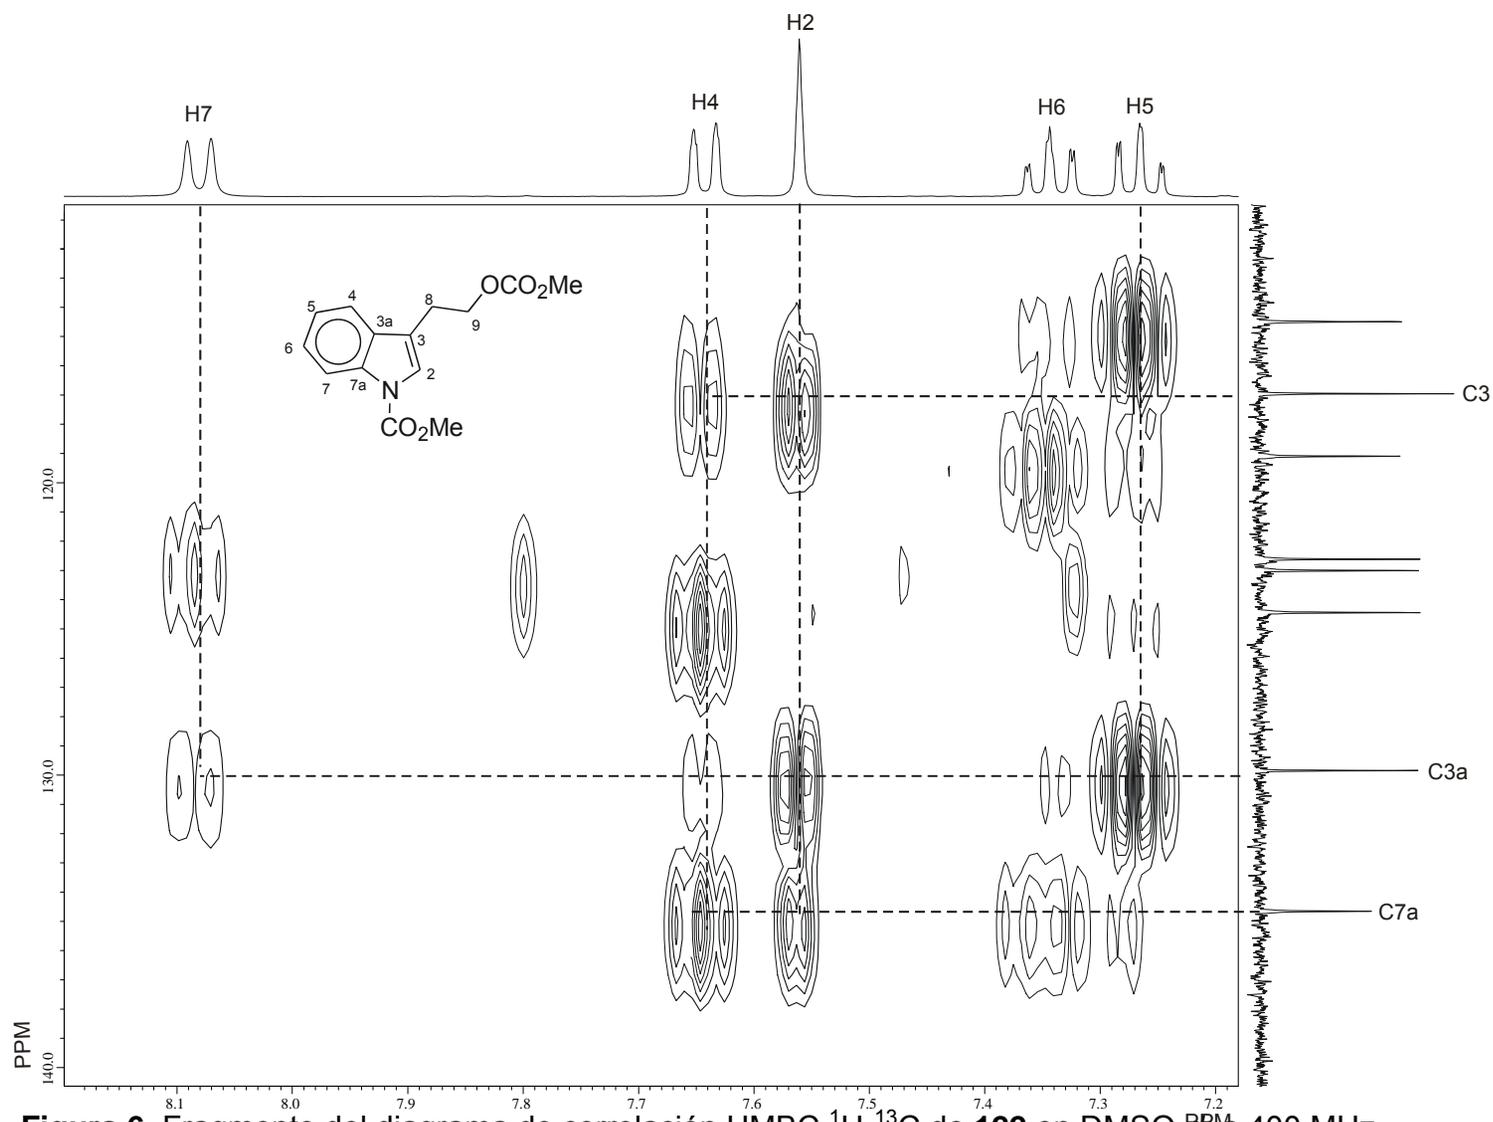 H2
H7
H4
H6
H5
OCOCO₂Me
8
9
4
5
3a
3
6
2
7
7a
N
CO₂Me
C3
120.0
130.0
C3a
C7a
PPM
140.0
8.1 8.0 7.9 7.8 7.7 7.6 7.5 7.4 7.3 7.2
PPM
Figura 6. Fragmento del diagrama de correlación HMBC ¹H-¹³C de en DMSO 400 MHz